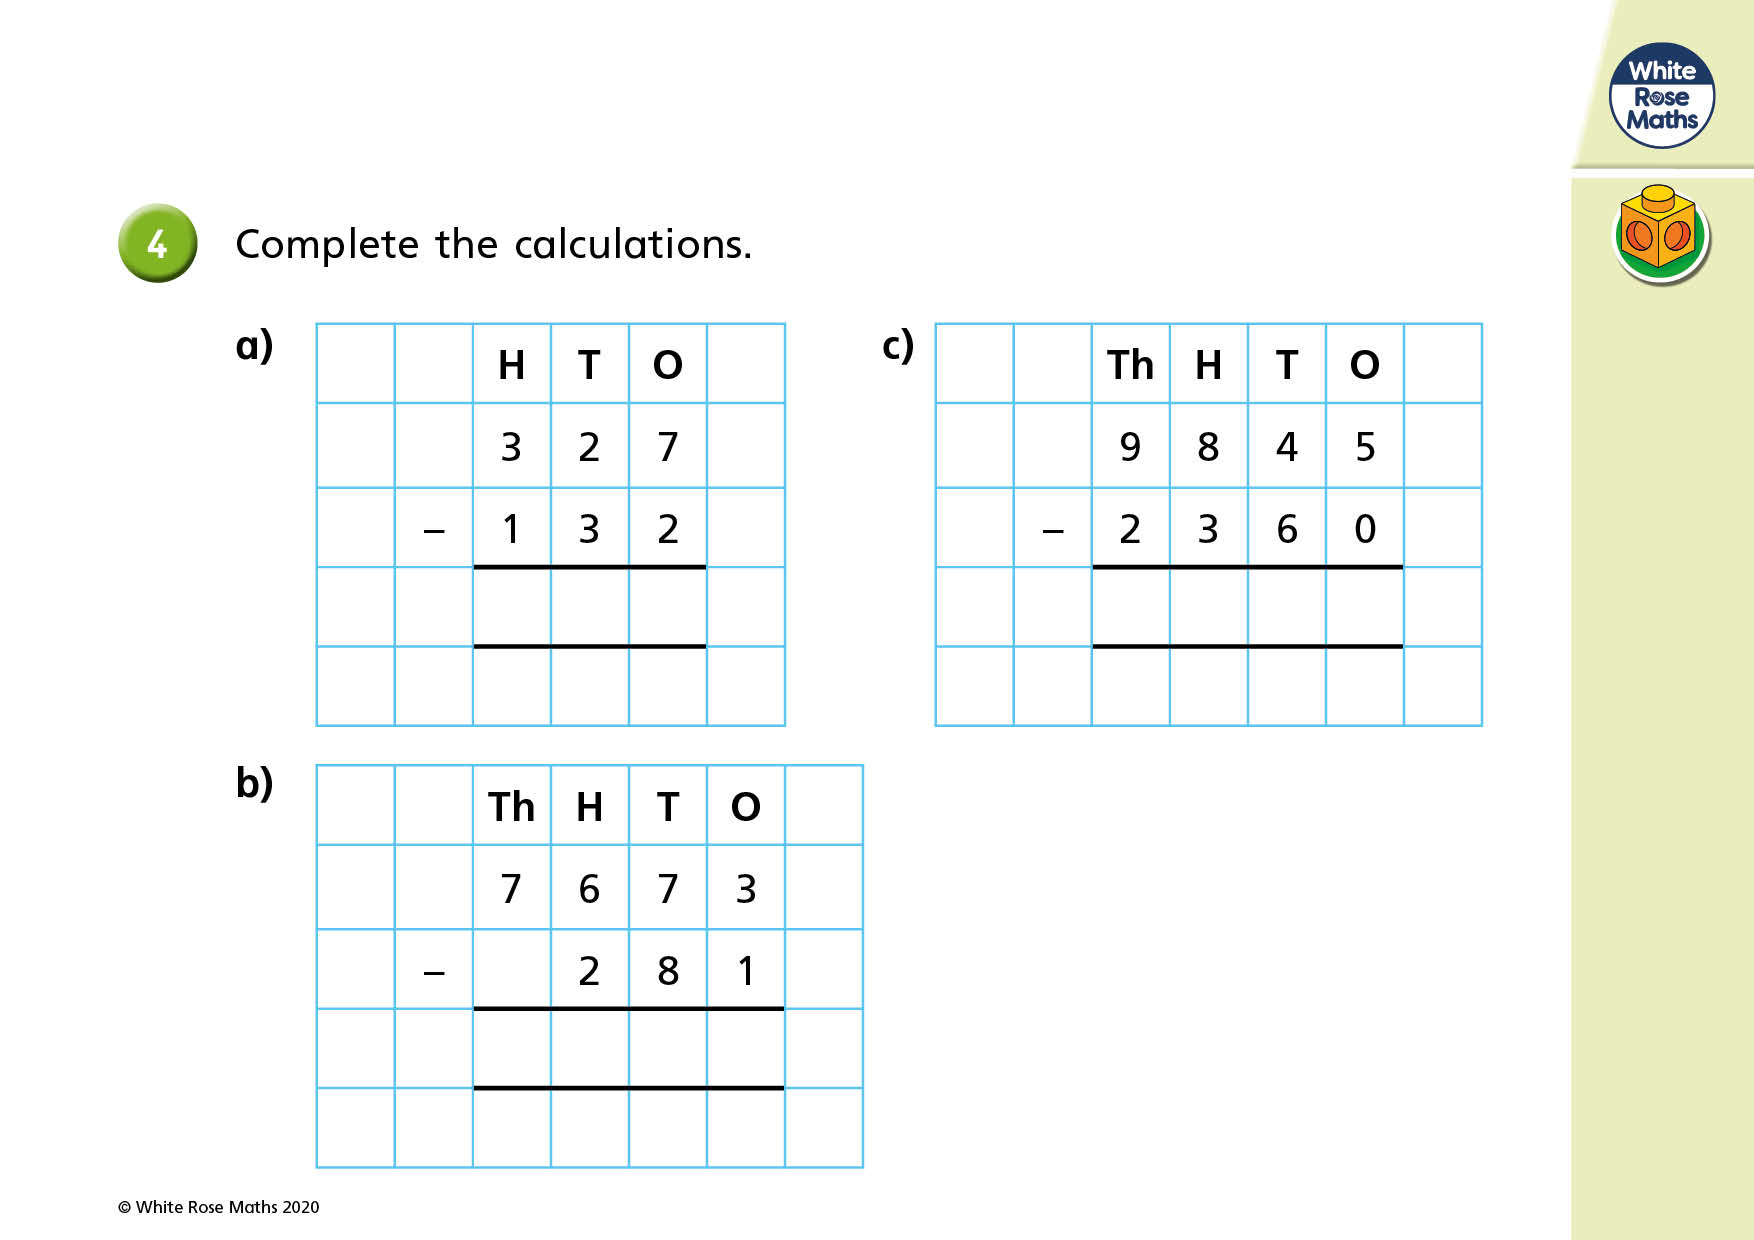 White
Rose
Maths
4 Complete the calculations.
a)
H T O
3 2 7
– 1 3 2
c)
Th H T O
9 8 4 5
– 2 3 6 0
b)
Th H T O
7 6 7 3
– 2 8 1
© White Rose Maths 2020